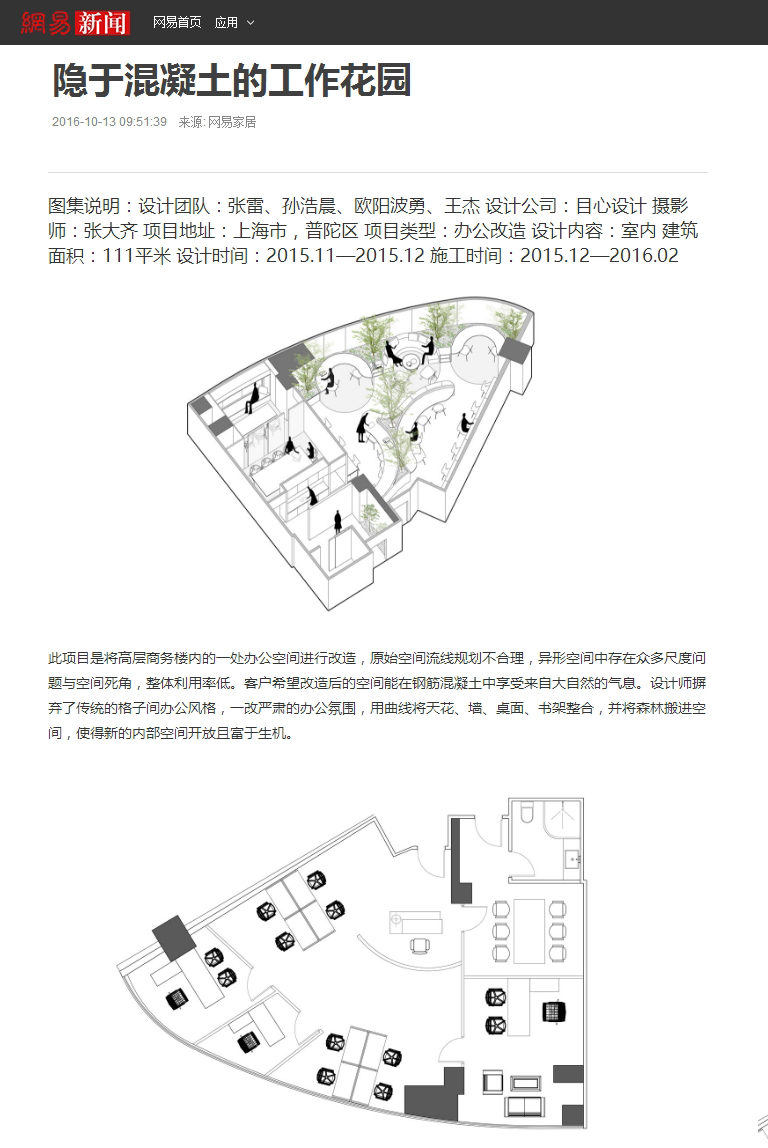 網易新闻 网易首页 应用
隐于混凝土的工作花园
2016-10-13 09:51:39 来源: 网易家居
图集说明：设计团队：张雷、孙浩晨、欧阳波勇、王杰 设计公司：目心设计 摄影
师：张大齐 项目地址：上海市，普陀区 项目类型：办公改造 设计内容：室内 建筑
面积：111平米 设计时间：2015.11—2015.12 施工时间：2015.12—2016.02
此项目是将高层商务楼内的一处办公空间进行改造，原始空间流线规划不合理，异形空间中存在众多尺度问
题与空间死角，整体利用率低。客户希望改造后的空间能在钢筋混凝土中享受来自大自然的气息。设计师摒
弃了传统的格子间办公风格，一改严肃的办公氛围，用曲线将天花、墙、桌面、书架整合，并将森林搬进空
间，使得新的内部空间开放且富于生机。